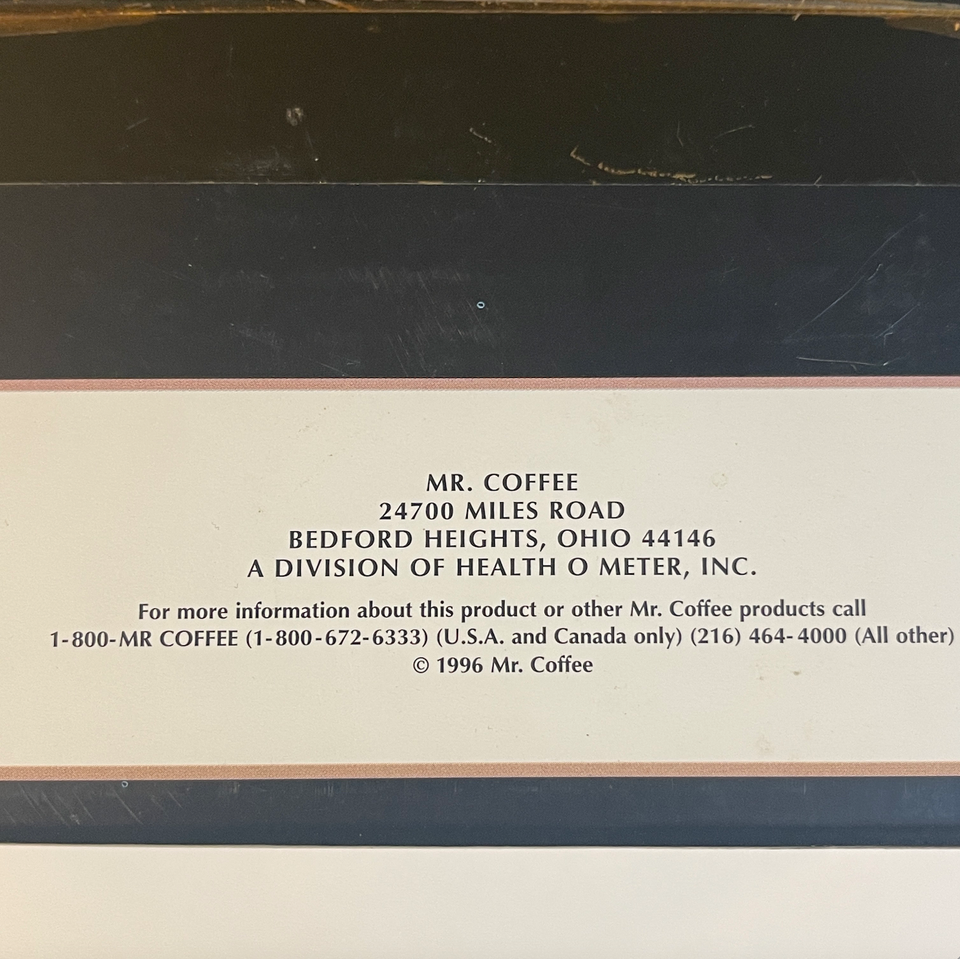 MR. COFFEE
24700 MILES ROAD
BEDFORD HEIGHTS, OHIO 44146
A DIVISION OF HEALTH O METER, INC.
For more information about this product or other Mr. Coffee products call
1-800-MR COFFEE (1-800-672-6333) (U.S.A. and Canada only) (216) 464-4000 (All other)
© 1996 Mr. Coffee